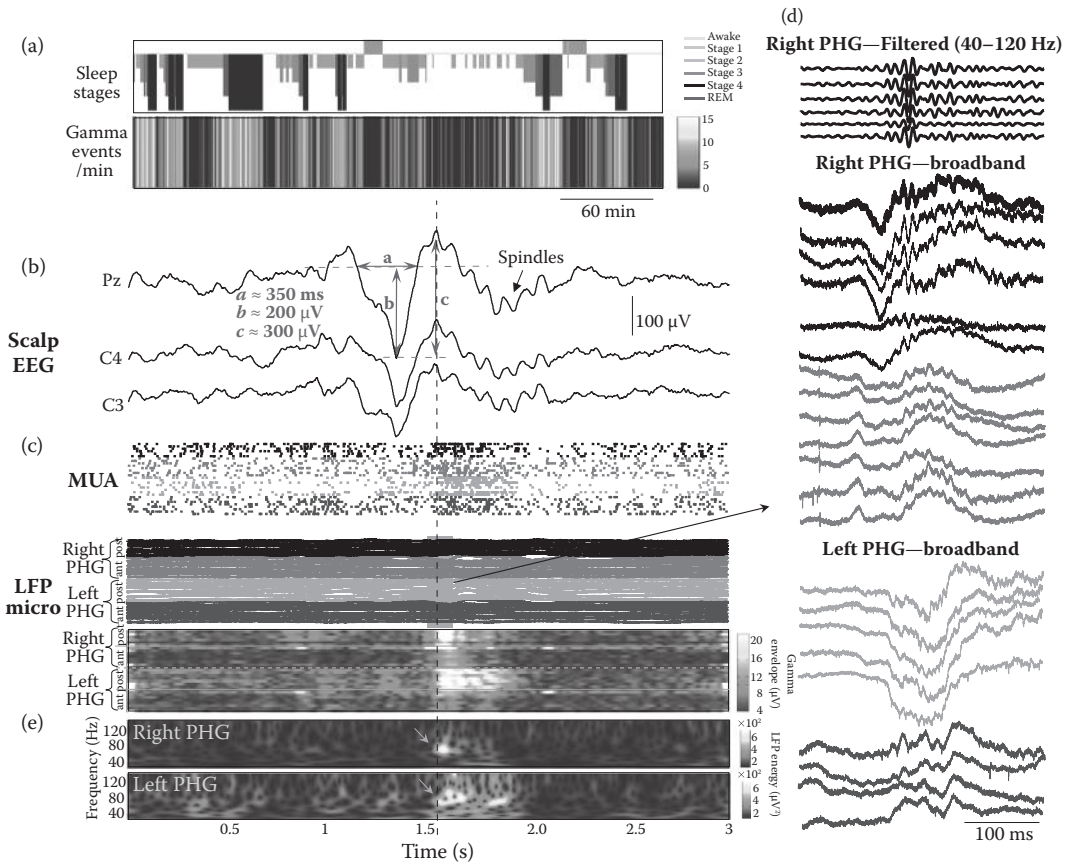 (a)
Sleep
stages
Awake
Stage 1
Stage 2
Stage 3
Stage 4
REM
Gamma
events
/min
15
10
5
0
60 min
(b)
Scalp
EEG
Pz
C4
C3
a
b
c
a ≈ 350 ms
b ≈ 200 μV
c ≈ 300 μV
Spindles
100 μV
(c)
MUA
LFP
micro
Right
PHG
Left
PHG
post
ant
post
ant
Right
PHG
Left
PHG
post
ant
post
ant
20
16
12
8
4
Gamma
envelope (μV)
(e)
Frequency (Hz)
120
80
40
120
80
40
Right PHG
Left PHG
×10²
6
4
2
×10²
6
4
2
LFP energy (μV²)
0.5
1
1.5
2.0
2.5
3
Time (s)
(d)
Right PHG—Filtered (40–120 Hz)
Right PHG—broadband
Left PHG—broadband
100 ms